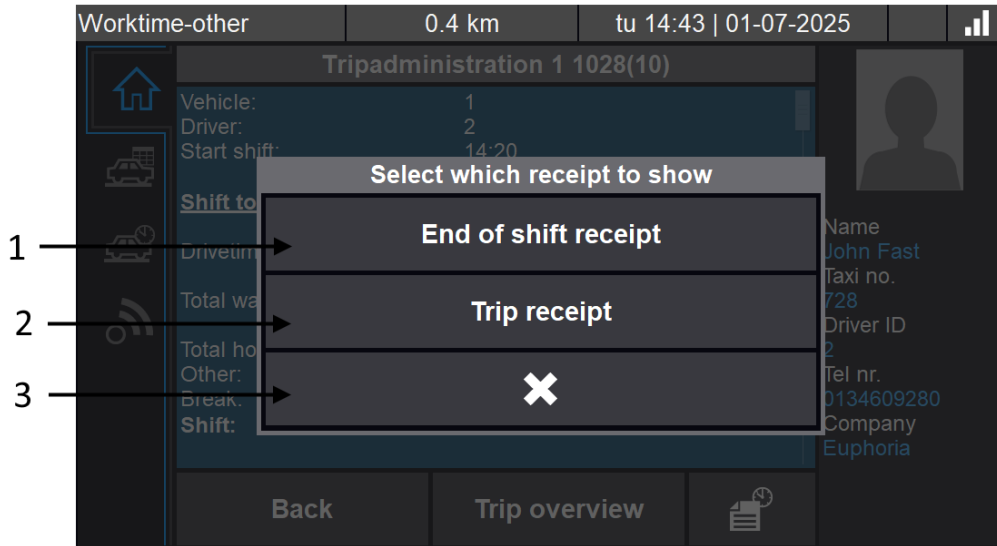 Worktime-other 0.4 km tu 14:43 | 01-07-2025
Tripadministration 1 1028(10)
Vehicle: 1
Driver: 2
Start shift: 14:20
Select which receipt to show
Shift to
1 End of shift receipt
Drivetim
Total wa
2 Trip receipt
Total ho
Other:
3
Break:
Shift:
Name
John Fast
Taxi no.
728
Driver ID
2
Tel nr.
0134609280
Company
Euphoria
Back Trip overview